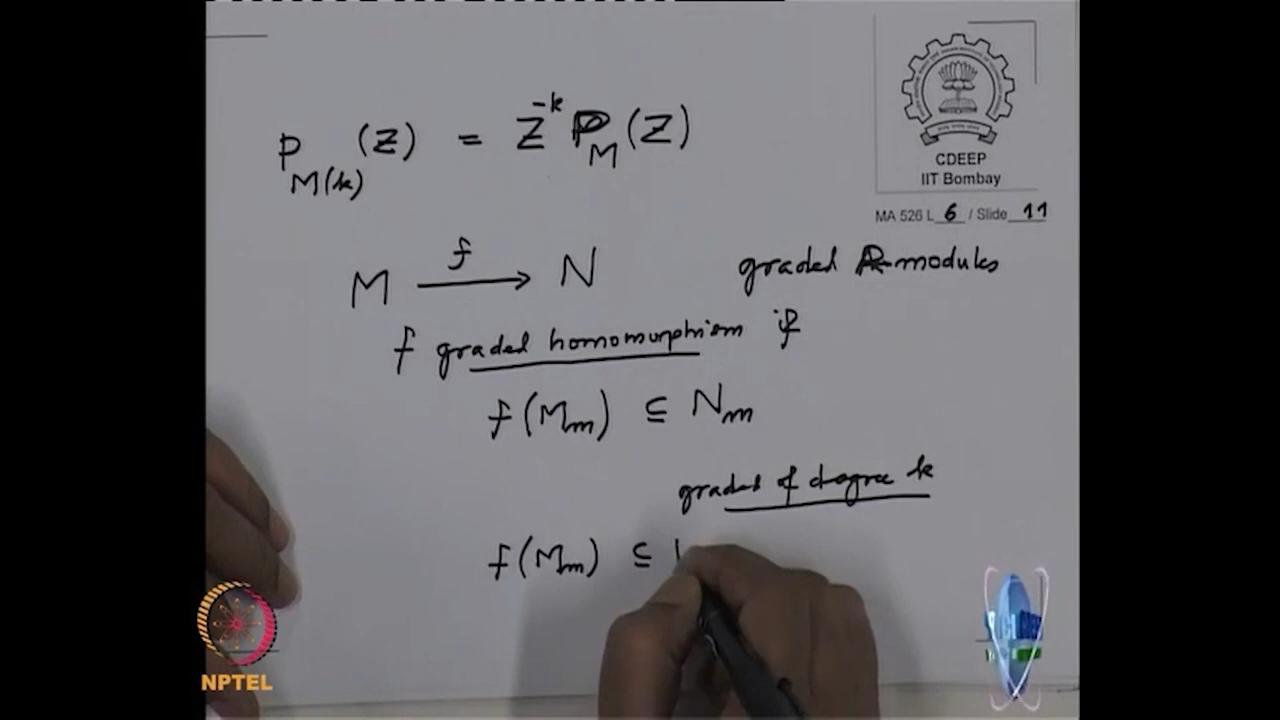 P_{M(k)}(Z) = Z^{-k} P_M(Z)
CDEEP
IIT Bombay
MA 526 L 6 / Slide 11
M \xrightarrow{f} N graded R-modules
f graded homomorphism if
f(M_m) ⊆ N_m
graded of degree k
f(M_m) ⊆
NPTEL